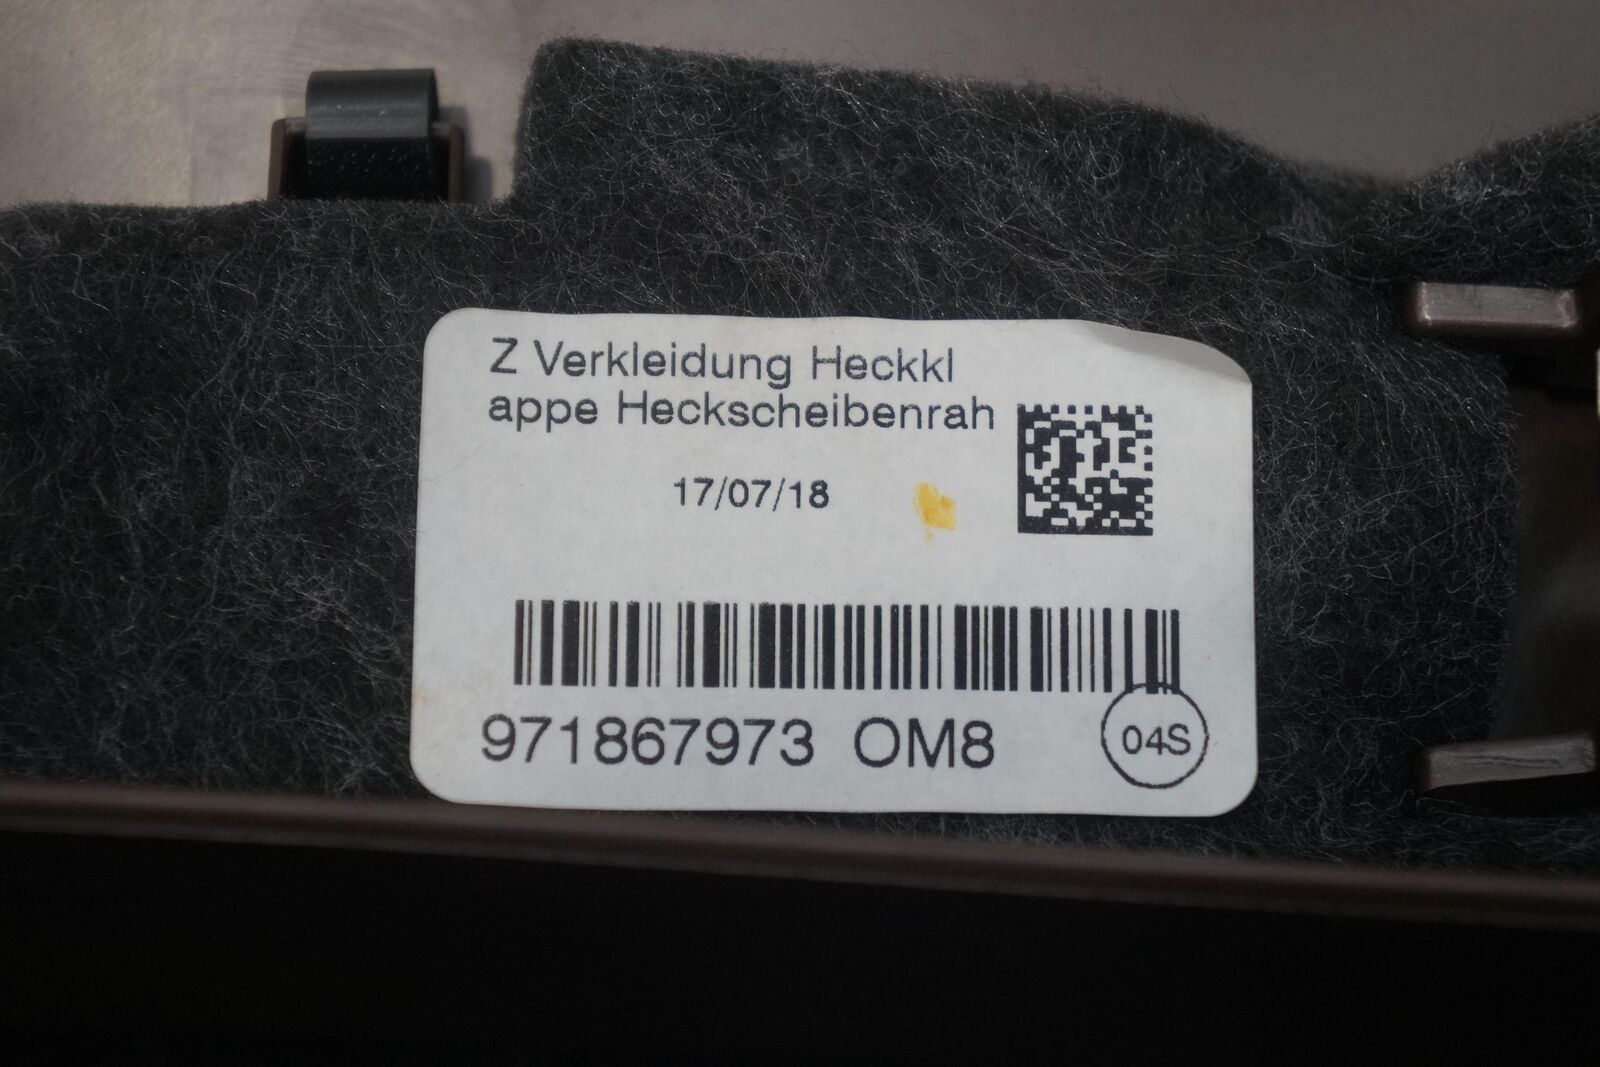 Z Verkleidung Heckkl
appe Heckscheibenrah
17/07/18
971867973 OM8
04S